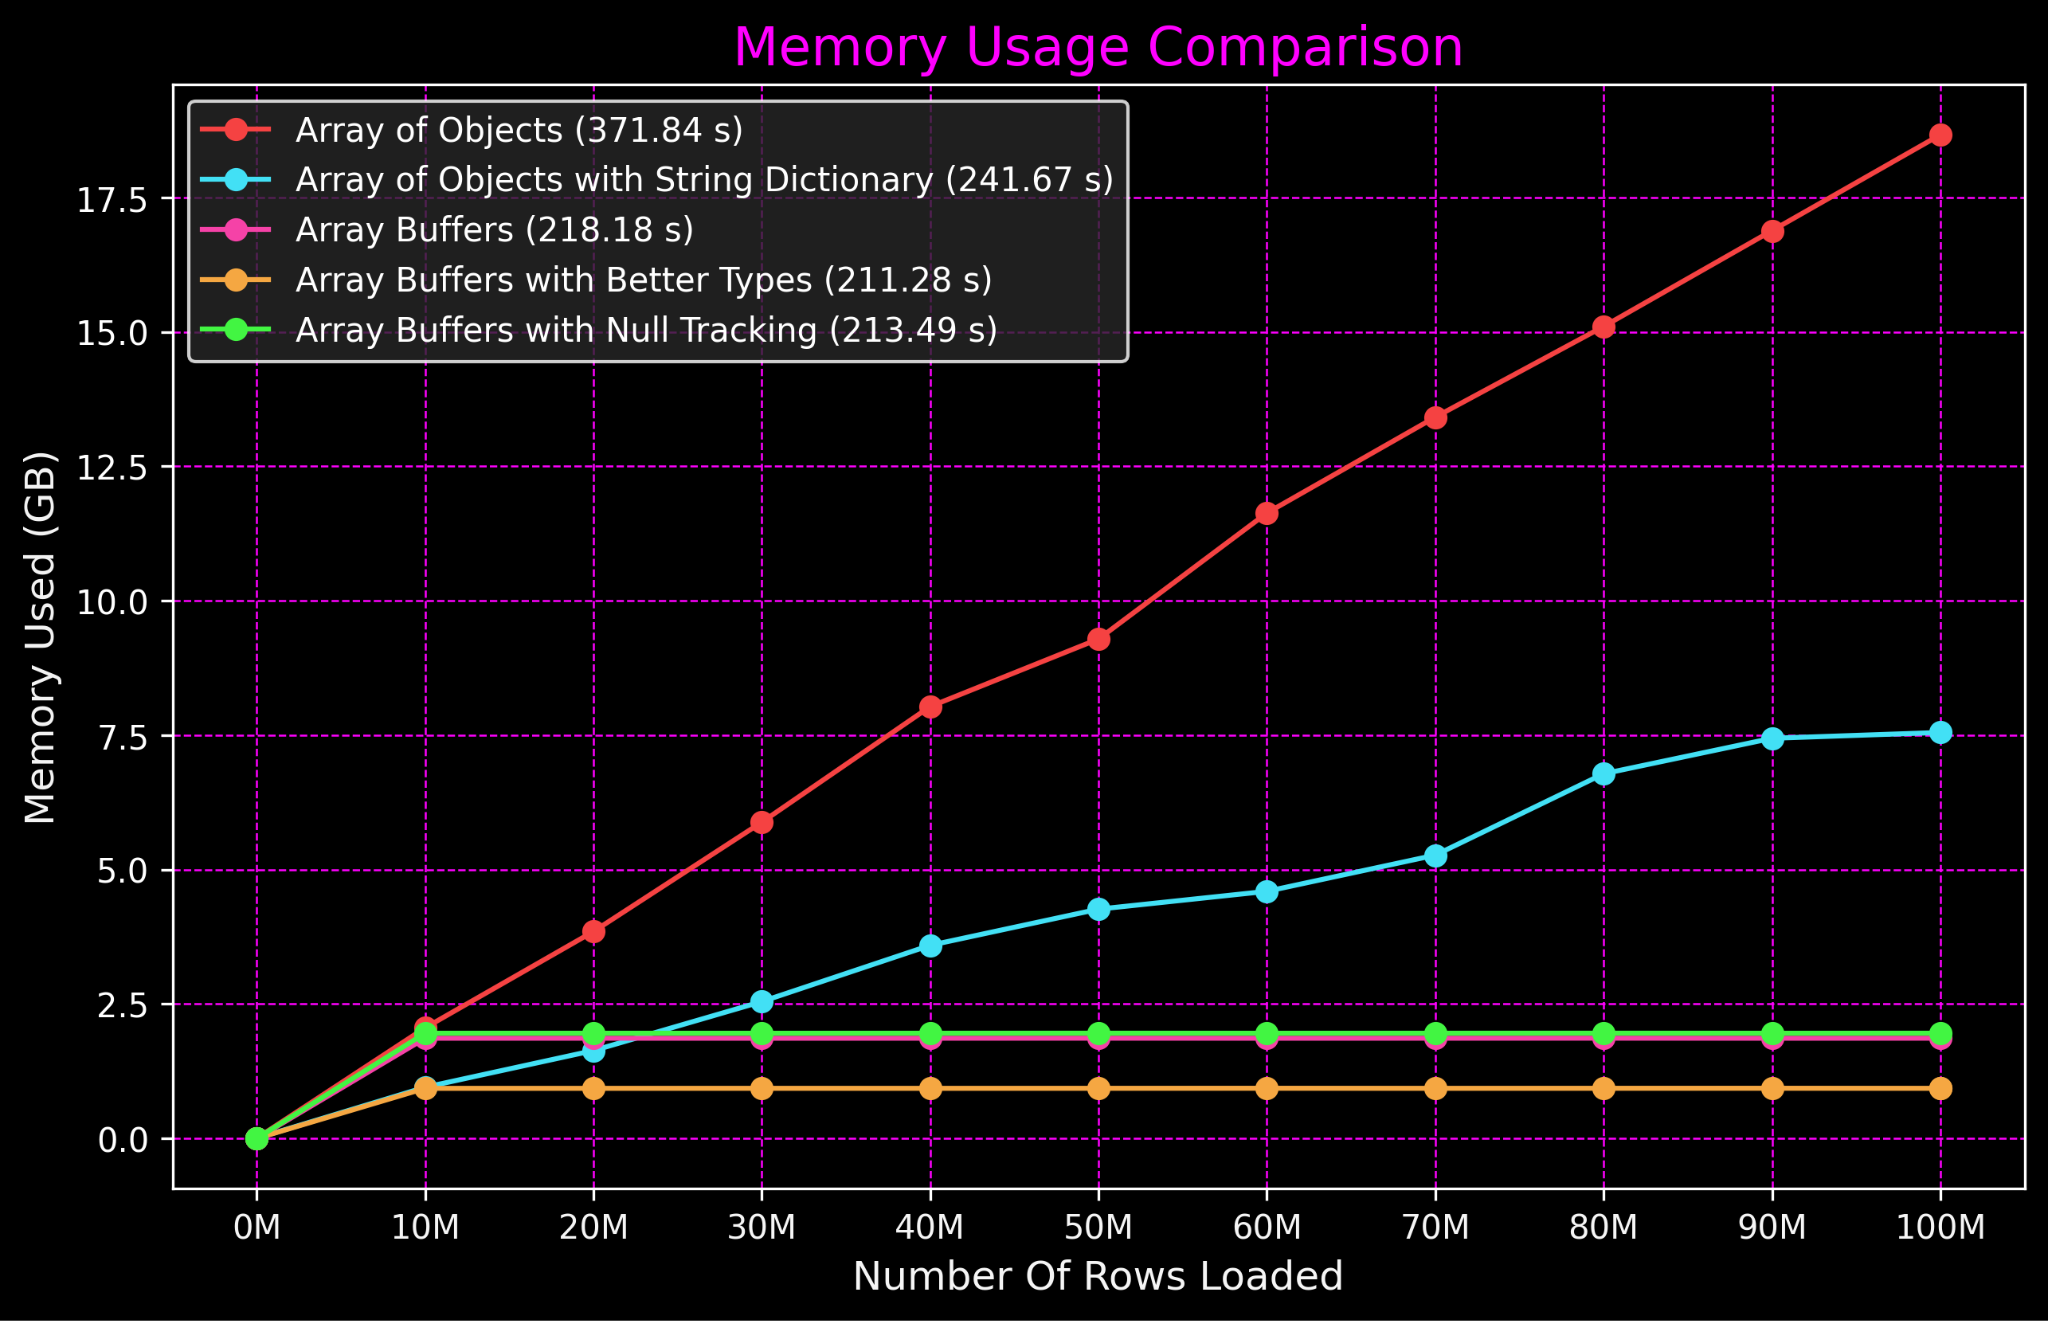 Memory Usage Comparison
Array of Objects (371.84 s)
Array of Objects with String Dictionary (241.67 s)
Array Buffers (218.18 s)
Array Buffers with Better Types (211.28 s)
Array Buffers with Null Tracking (213.49 s)
Memory Used (GB)
17.5
15.0
12.5
10.0
7.5
5.0
2.5
0.0
0M 10M 20M 30M 40M 50M 60M 70M 80M 90M 100M
Number Of Rows Loaded